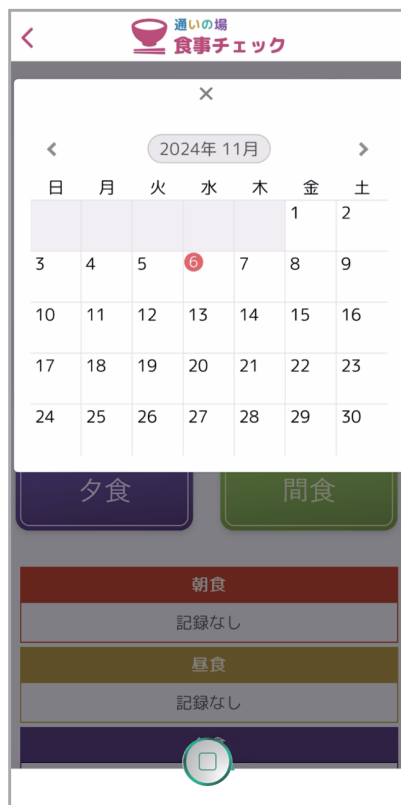 通いの場
食事チェック
×
2024年 11月
日 月 火 水 木 金 土
1 2
3 4 5 6 7 8 9
10 11 12 13 14 15 16
17 18 19 20 21 22 23
24 25 26 27 28 29 30
夕食 間食
朝食
記録なし
昼食
記録なし